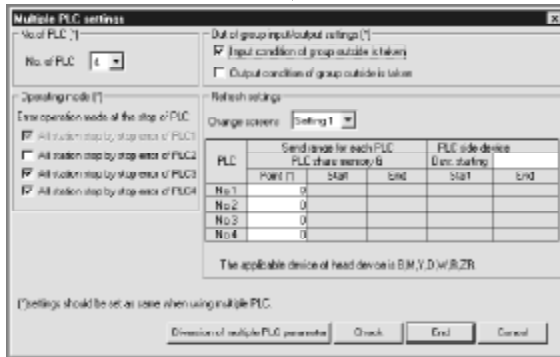 Multiple PLC settings
No. of PLC (*)
No. of PLC 4
Out of group input/output settings (*)
Input condition of group outside is taken
Output condition of group outside is taken
Operating mode (*)
Error operation mode at the stop of PLC
All station stop by stop error of PLC1
All station stop by stop error of PLC2
All station stop by stop error of PLC3
All station stop by stop error of PLC4
Refresh settings
Change screens Setting 1
Send range for each PLC PLC side device
PLC PLC share memory G Dev. starting
Point (*) Start End Start End
No.1 0
No.2 0
No.3 0
No.4 0
The applicable device of head device is B,M,Y,D,W,R,ZR.
(*)settings should be set as same when using multiple PLC.
Diversion of multiple PLC parameter Check End Cancel